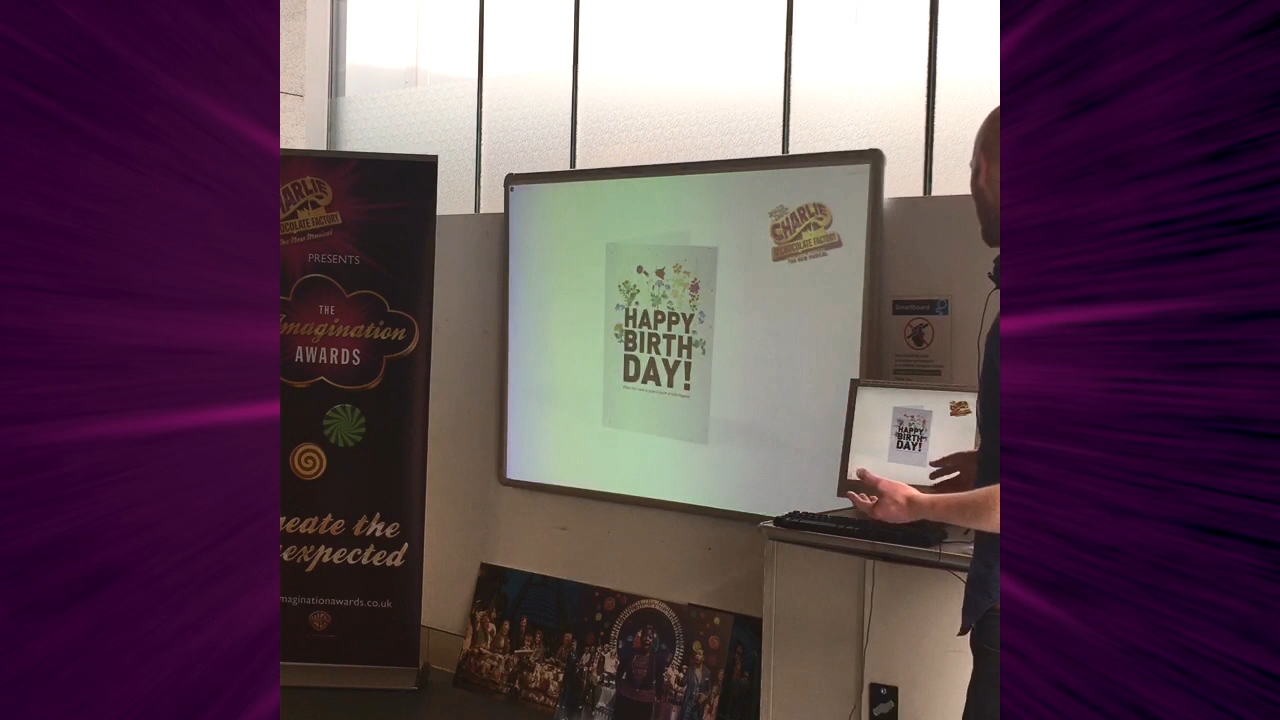 CHARLIE
CHOCOLATE FACTORY
The New Musical
PRESENTS
THE
Imagination
AWARDS
eate the
expected
maginationawards.co.uk
HAPPY
BIRTH
DAY!
CHARLIE
CHOCOLATE FACTORY
THE NEW MUSICAL
SmartBoard
HAPPY
BIRTH
DAY!